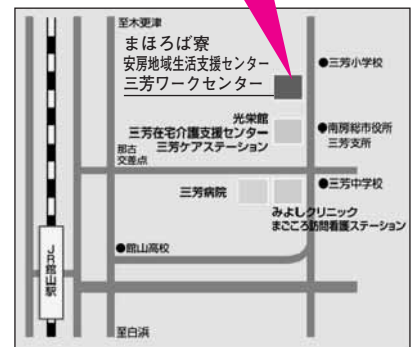 至木更津
まほろば寮
安房地域生活支援センター
三芳ワークセンター
●三芳小学校
光栄館
三芳在宅介護支援センター
三芳ケアステーション
●南房総市役所
三芳支所
那古
交差点
三芳病院
●三芳中学校
みよしクリニック
まごころ訪問看護ステーション
●館山高校
JR館山駅
至白浜